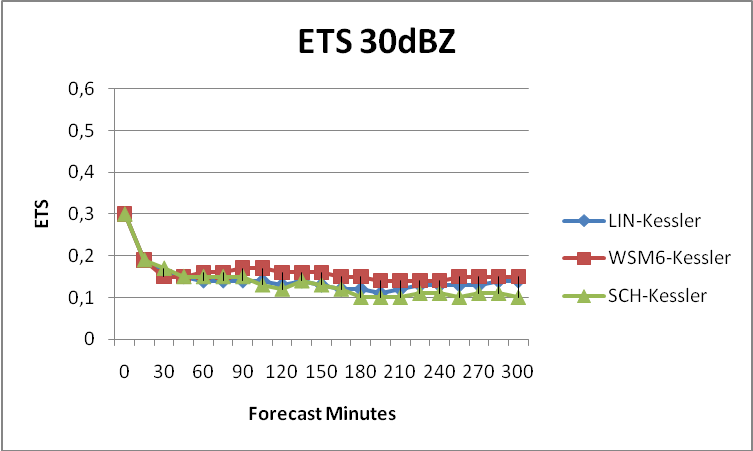 ETS 30dBZ
0,6
0,5
0,4
0,3
0,2
0,1
0
ETS
0 30 60 90 120 150 180 210 240 270 300
Forecast Minutes
LIN-Kessler
WSM6-Kessler
SCH-Kessler